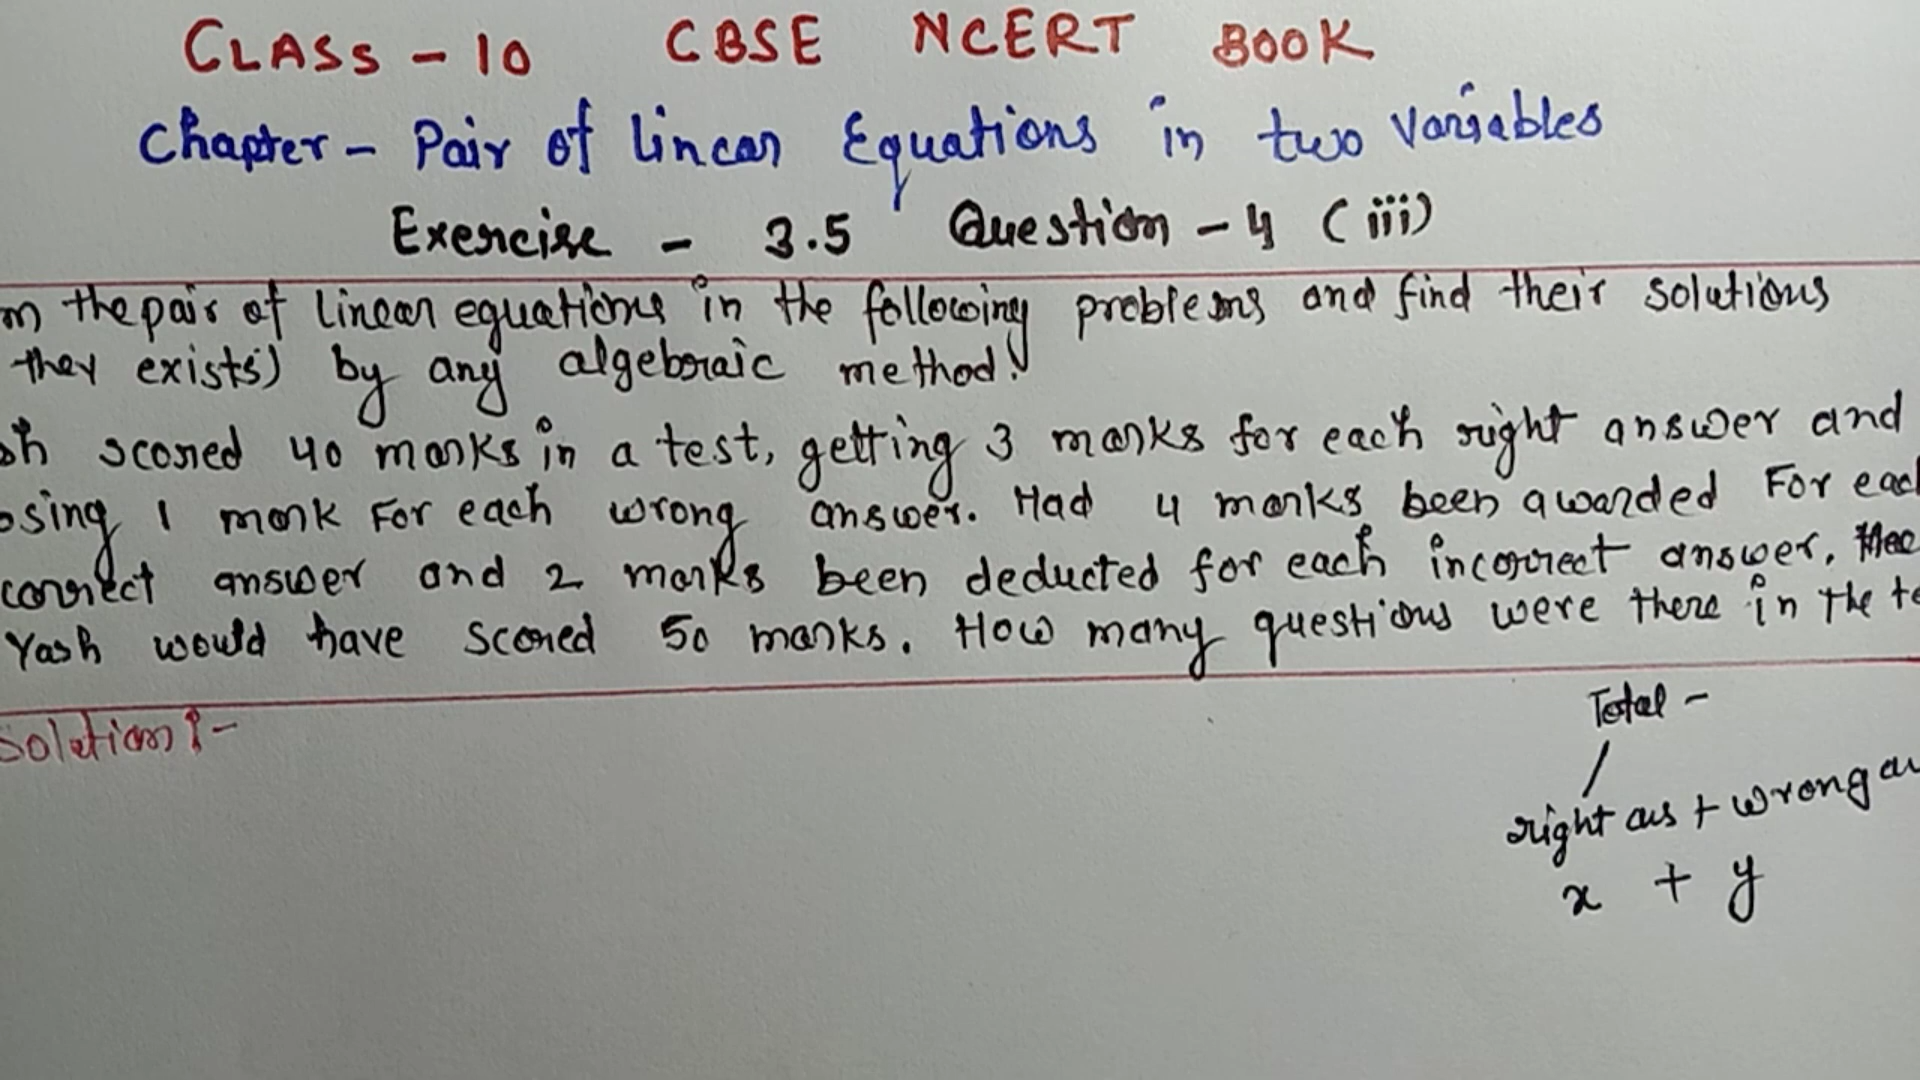 CLASS - 10 CBSE NCERT BOOK
Chapter - Pair of linear Equations in two Variables
Exercise - 3.5 Question - 4 (iii)
m the pair of linear equations in the following problems and find their solutions
they exists) by any algebraic method.
sh scored 40 marks in a test, getting 3 marks for each right answer and
osing 1 mark For each wrong answer. Had 4 marks been awarded For each
correct answer and 2 marks been deducted for each incorrect answer,
Yash would have scored 50 marks. How many questions were there in the te
Solution :-
Total -
right ans + wrong an
x + y